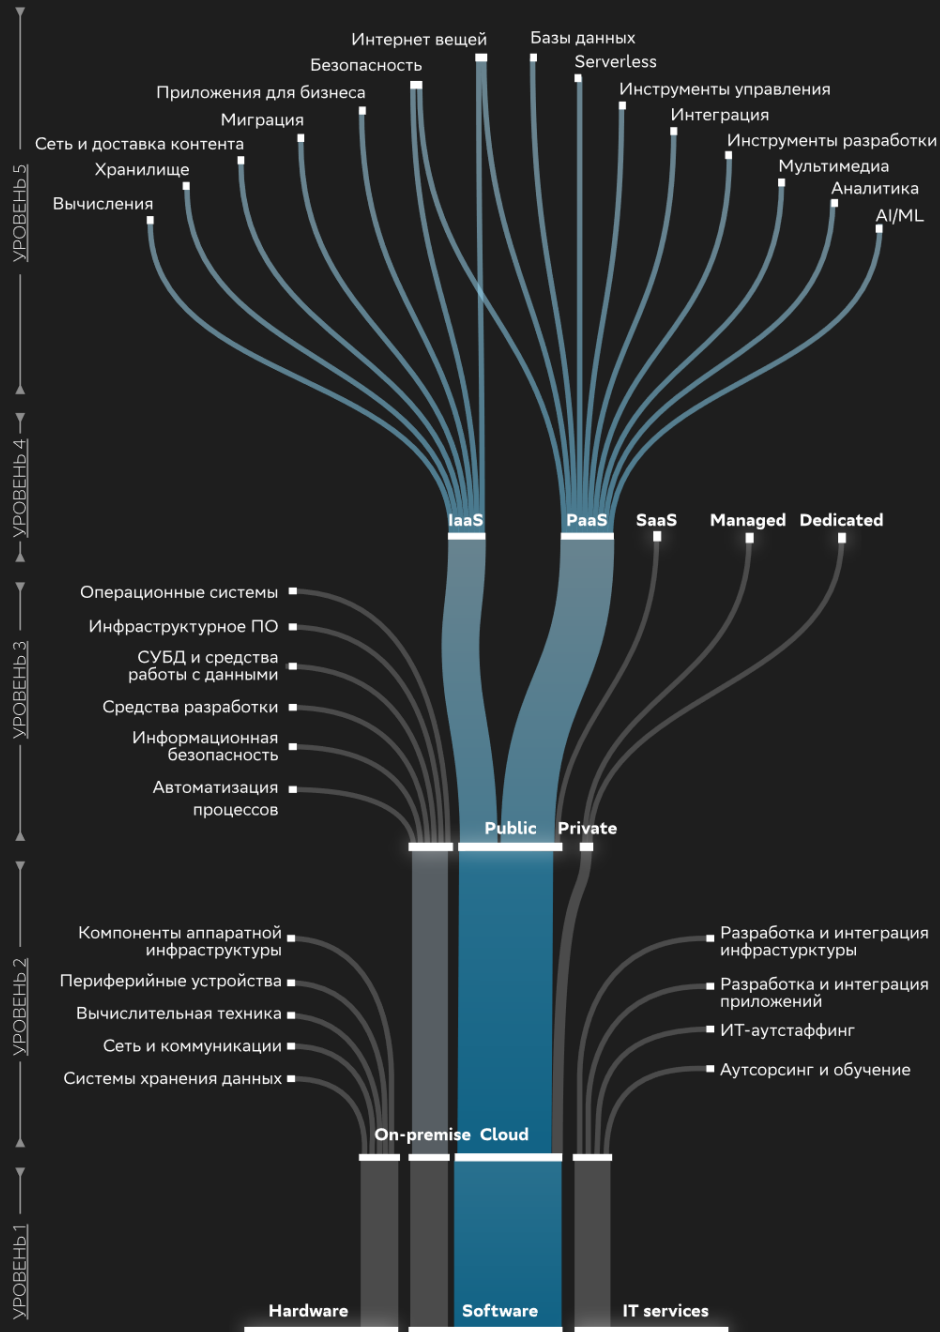 Интернет вещей
Базы данных
Безопасность
Serverless
Приложения для бизнеса
Инструменты управления
Миграция
Интеграция
Сеть и доставка контента
Инструменты разработки
Хранилище
Мультимедиа
Вычисления
Аналитика
AI/ML
УРОВЕНЬ 5
УРОВЕНЬ 4
IaaS
PaaS
SaaS
Managed
Dedicated
УРОВЕНЬ 3
Операционные системы
Инфраструктурное ПО
СУБД и средства
работы с данными
Средства разработки
Информационная
безопасность
Автоматизация
процессов
Public
Private
УРОВЕНЬ 2
Компоненты аппаратной
инфраструктуры
Периферийные устройства
Вычислительная техника
Сеть и коммуникации
Системы хранения данных
Разработка и интеграция
инфрастурктуры
Разработка и интеграция
приложений
ИТ-аутстаффинг
Аутсорсинг и обучение
On-premise
Cloud
УРОВЕНЬ 1
Hardware
Software
IT services